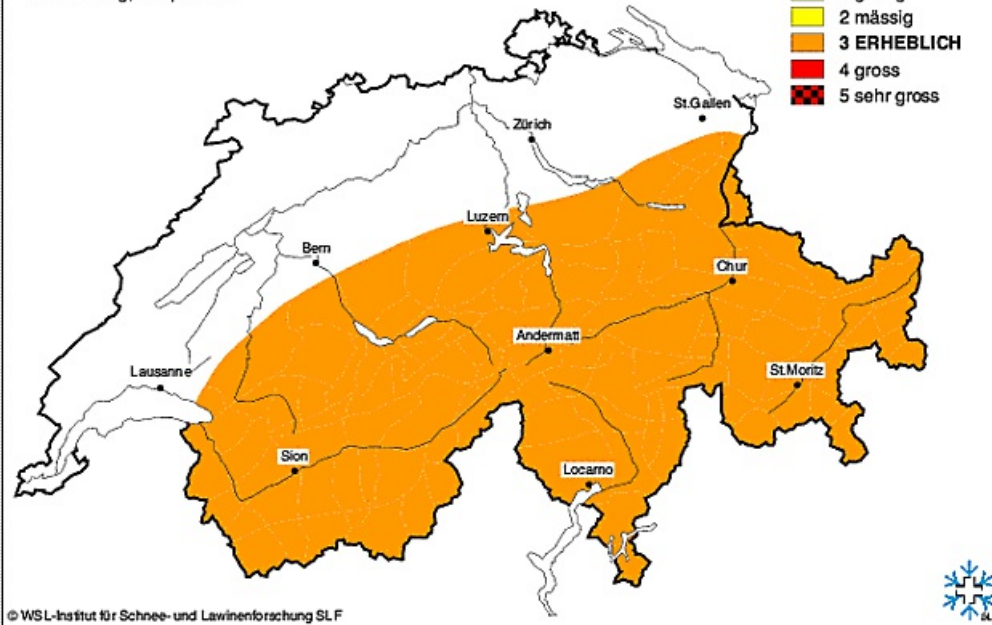 2 mässig
3 ERHEBLICH
4 gross
5 sehr gross
St.Gallen
Zürich
Luzern
Bern
Chur
Andermatt
St.Moritz
Lausanne
Sion
Locarno
© WSL-Institut für Schnee- und Lawinenforschung SLF